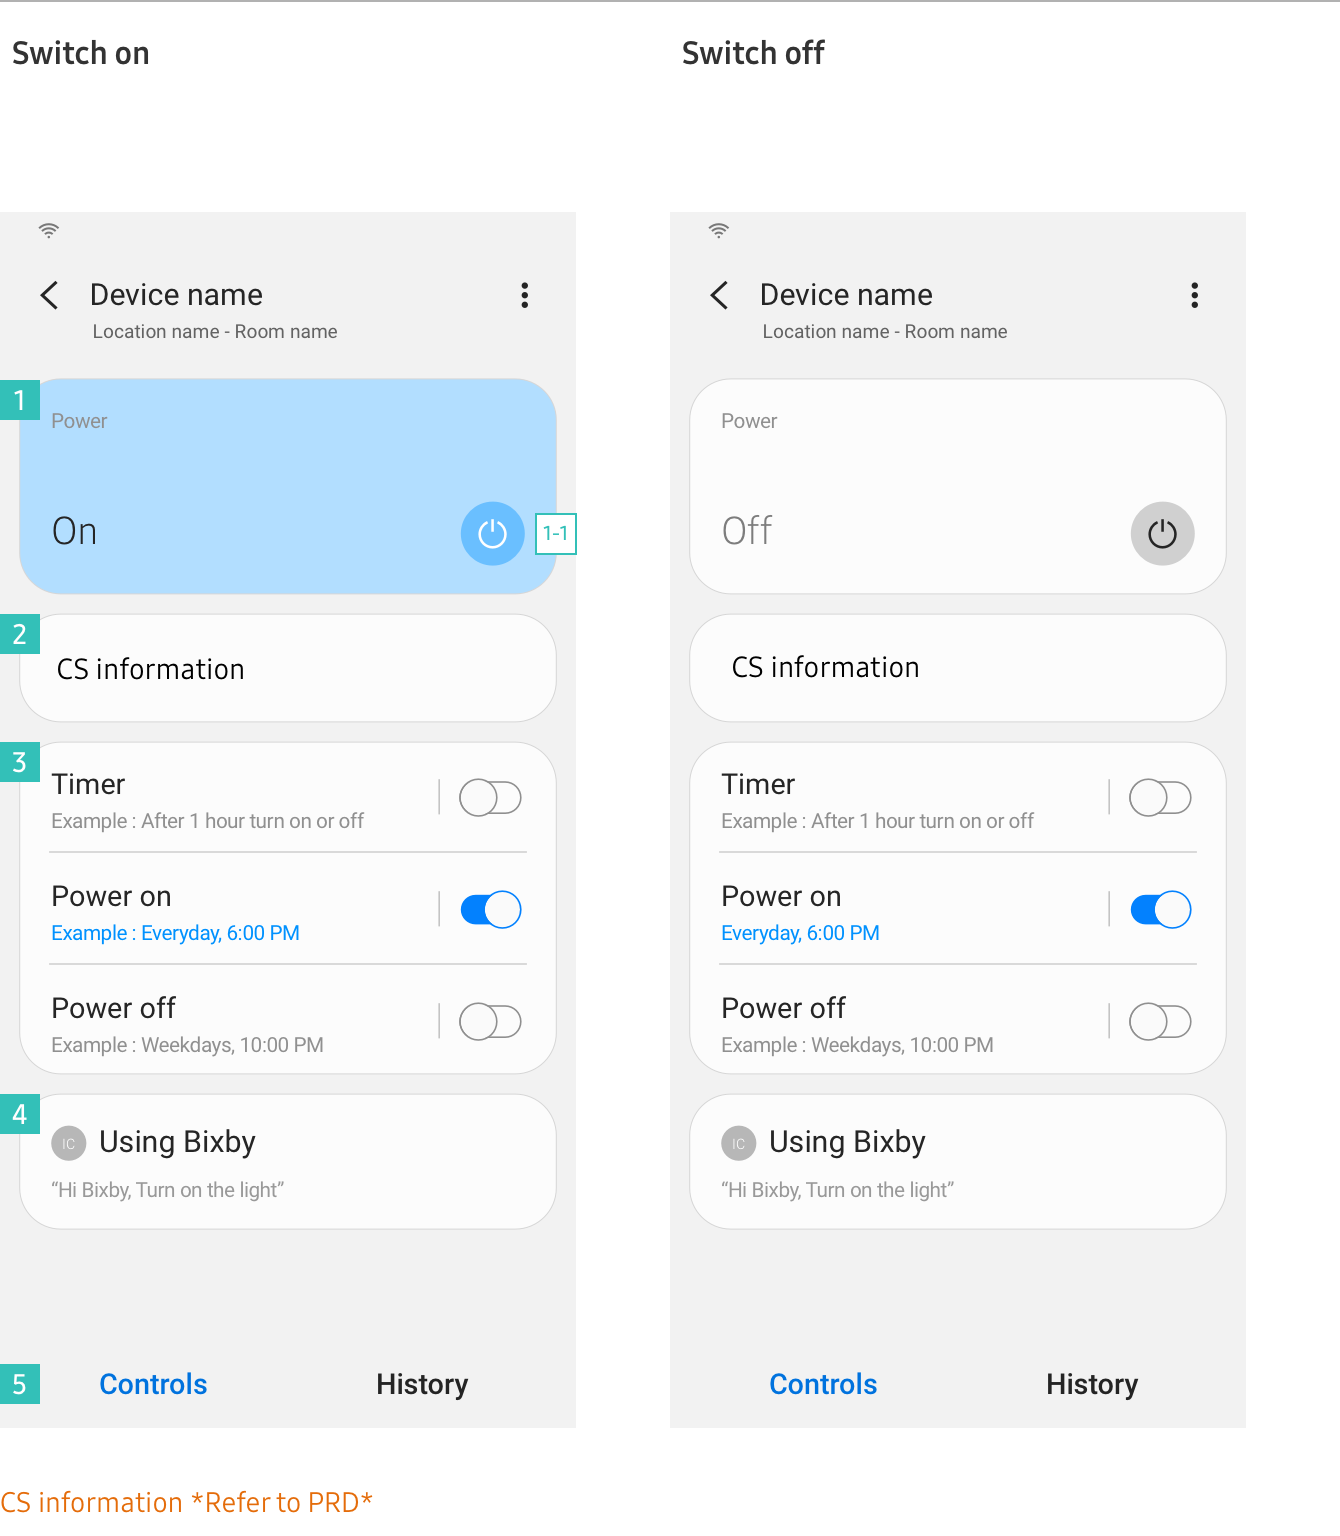 Switch on
Switch off
Device name
Location name - Room name
1
Power
On
1-1
2
CS information
3
Timer
Example : After 1 hour turn on or off
Power on
Example : Everyday, 6:00 PM
Power off
Example : Weekdays, 10:00 PM
4
IC
Using Bixby
“Hi Bixby, Turn on the light”
5
Controls
History
Device name
Location name - Room name
Power
Off
CS information
Timer
Example : After 1 hour turn on or off
Power on
Everyday, 6:00 PM
Power off
Example : Weekdays, 10:00 PM
IC
Using Bixby
“Hi Bixby, Turn on the light”
Controls
History
CS information *Refer to PRD*